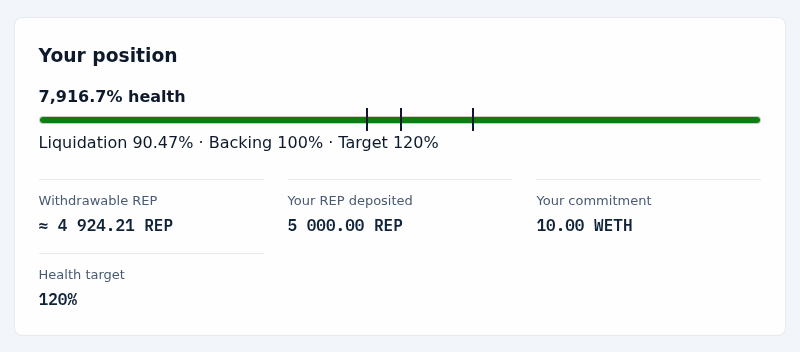 Your position
7,916.7% health
Liquidation 90.47% · Backing 100% · Target 120%
Withdrawable REP
≈ 4 924.21 REP
Your REP deposited
5 000.00 REP
Your commitment
10.00 WETH
Health target
120%